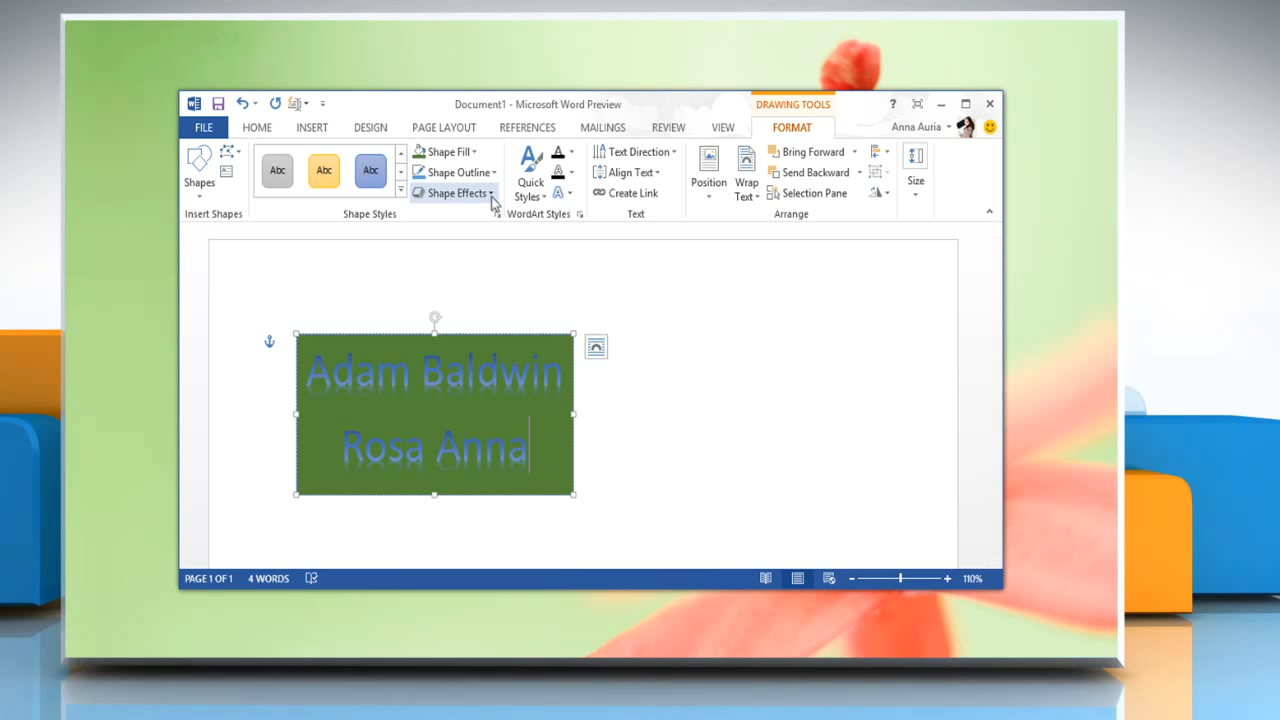 Document1 - Microsoft Word Preview
DRAWING TOOLS
?
FILE
HOME
INSERT
DESIGN
PAGE LAYOUT
REFERENCES
MAILINGS
REVIEW
VIEW
FORMAT
Anna Auria
Shapes
Insert Shapes
Abc
Abc
Abc
Shape Styles
Shape Fill
Shape Outline
Shape Effects
Quick
Styles
WordArt Styles
Text Direction
Align Text
Create Link
Text
Position
Wrap
Text
Bring Forward
Send Backward
Selection Pane
Arrange
Size
Adam Baldwin
Rosa Anna
PAGE 1 OF 1
4 WORDS
110%